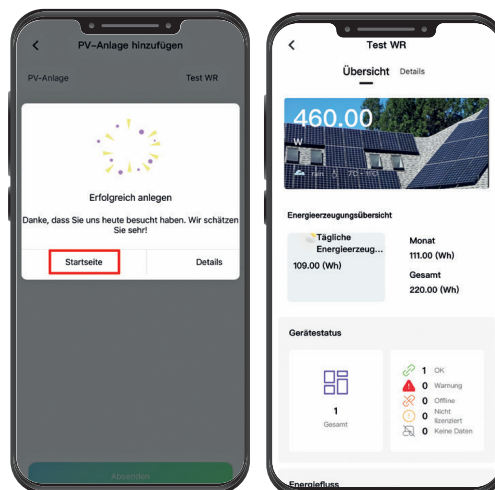 PV-Anlage hinzufügen
PV-Anlage
Test WR
Erfolgreich anlegen
Danke, dass Sie uns heute besucht haben. Wir schätzen
Sie sehr!
Startseite
Details
Absenden
Test WR
Übersicht
Details
460.00
W
Energieerzeugungsübersicht
Tägliche
Energieerzeug...
109.00 (Wh)
Monat
111.00 (Wh)
Gesamt
220.00 (Wh)
Gerätestatus
1
Gesamt
1 OK
0 Warnung
0 Offline
0 Nicht
lizenziert
0 Keine Daten
Energiefluss